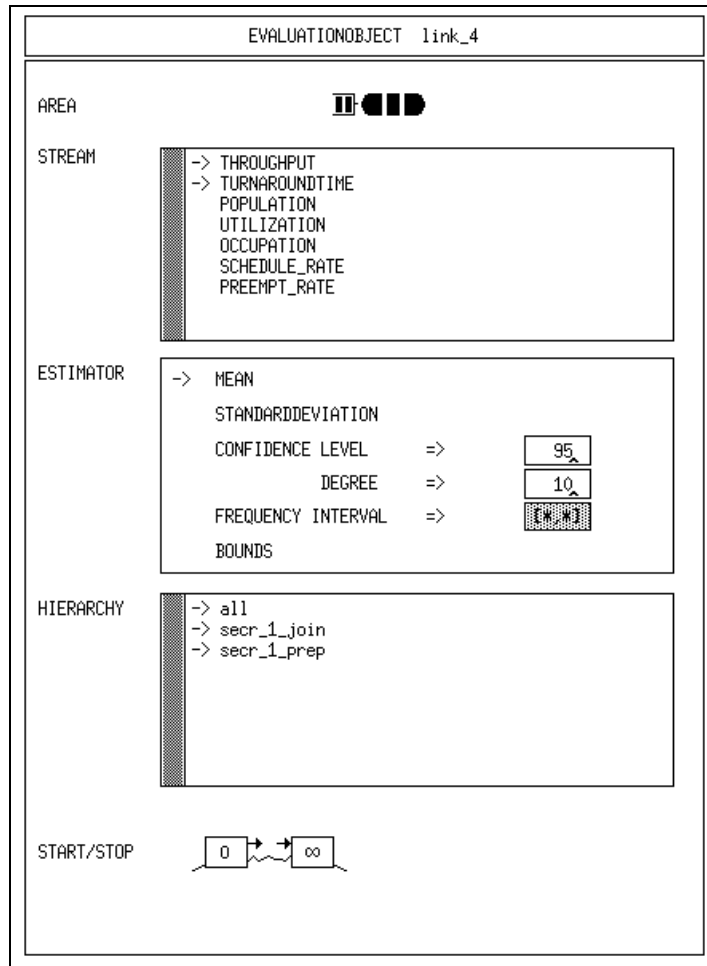 EVALUATIONOBJECT link_4
AREA
STREAM
-> THROUGHPUT
-> TURNAROUNDTIME
POPULATION
UTILIZATION
OCCUPATION
SCHEDULE_RATE
PREEMPT_RATE
ESTIMATOR
-> MEAN
STANDARDDEVIATION
CONFIDENCE LEVEL => 95
DEGREE => 10
FREQUENCY INTERVAL => [*,*]
BOUNDS
HIERARCHY
-> all
-> secr_1_join
-> secr_1_prep
START/STOP 0 ∞